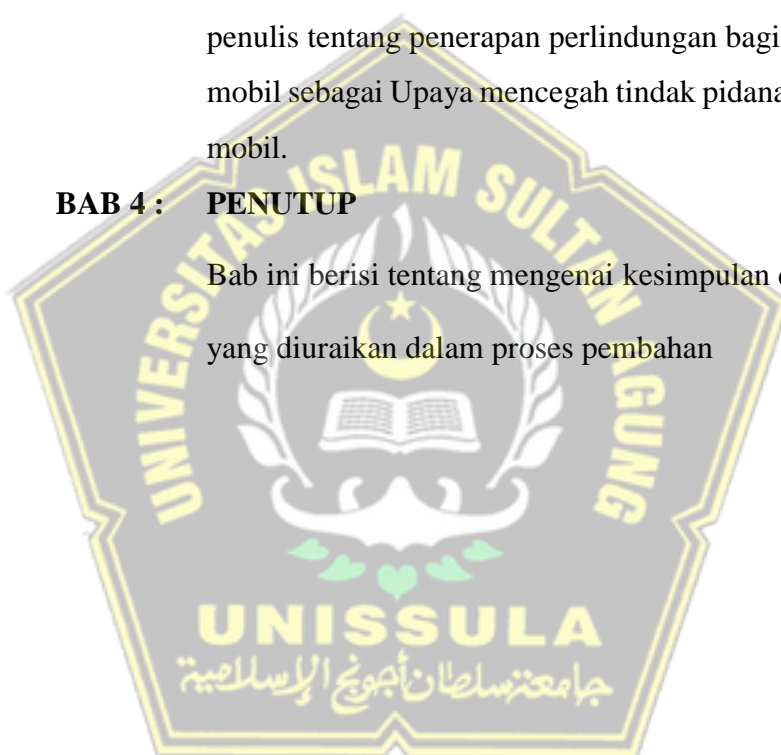 penulis tentang penerapan perlindungan bagi
mobil sebagai Upaya mencegah tindak pidana
mobil.
BAB 4 : PENUTUP
Bab ini berisi tentang mengenai kesimpulan
yang diuraikan dalam proses pembahan
UNIVERSITAS ISLAM SULTAN AGUNG
UNISSULA
جامعة سلطان أجونج الإسلامية